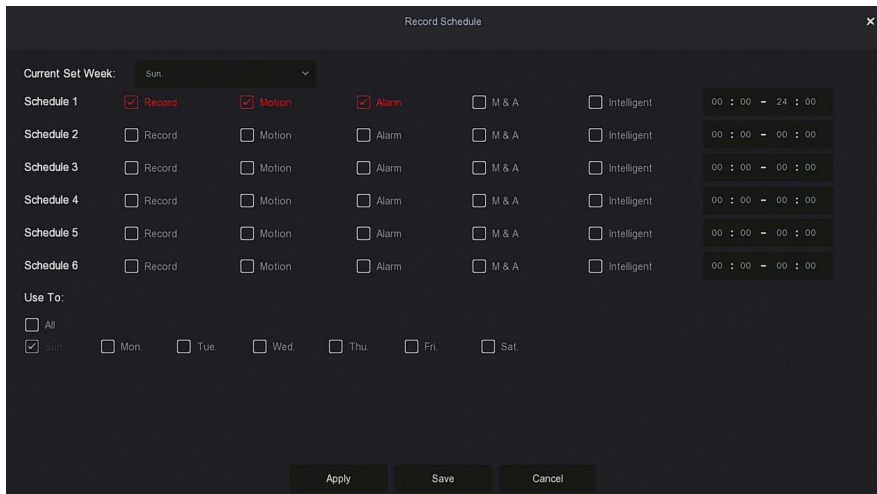 Record Schedule
Current Set Week: Sun.
Schedule 1 Record Motion Alarm M & A Intelligent 00 : 00 - 24 : 00
Schedule 2 Record Motion Alarm M & A Intelligent 00 : 00 - 00 : 00
Schedule 3 Record Motion Alarm M & A Intelligent 00 : 00 - 00 : 00
Schedule 4 Record Motion Alarm M & A Intelligent 00 : 00 - 00 : 00
Schedule 5 Record Motion Alarm M & A Intelligent 00 : 00 - 00 : 00
Schedule 6 Record Motion Alarm M & A Intelligent 00 : 00 - 00 : 00
Use To:
All
Sun. Mon. Tue. Wed. Thu. Fri. Sat.
Apply Save Cancel